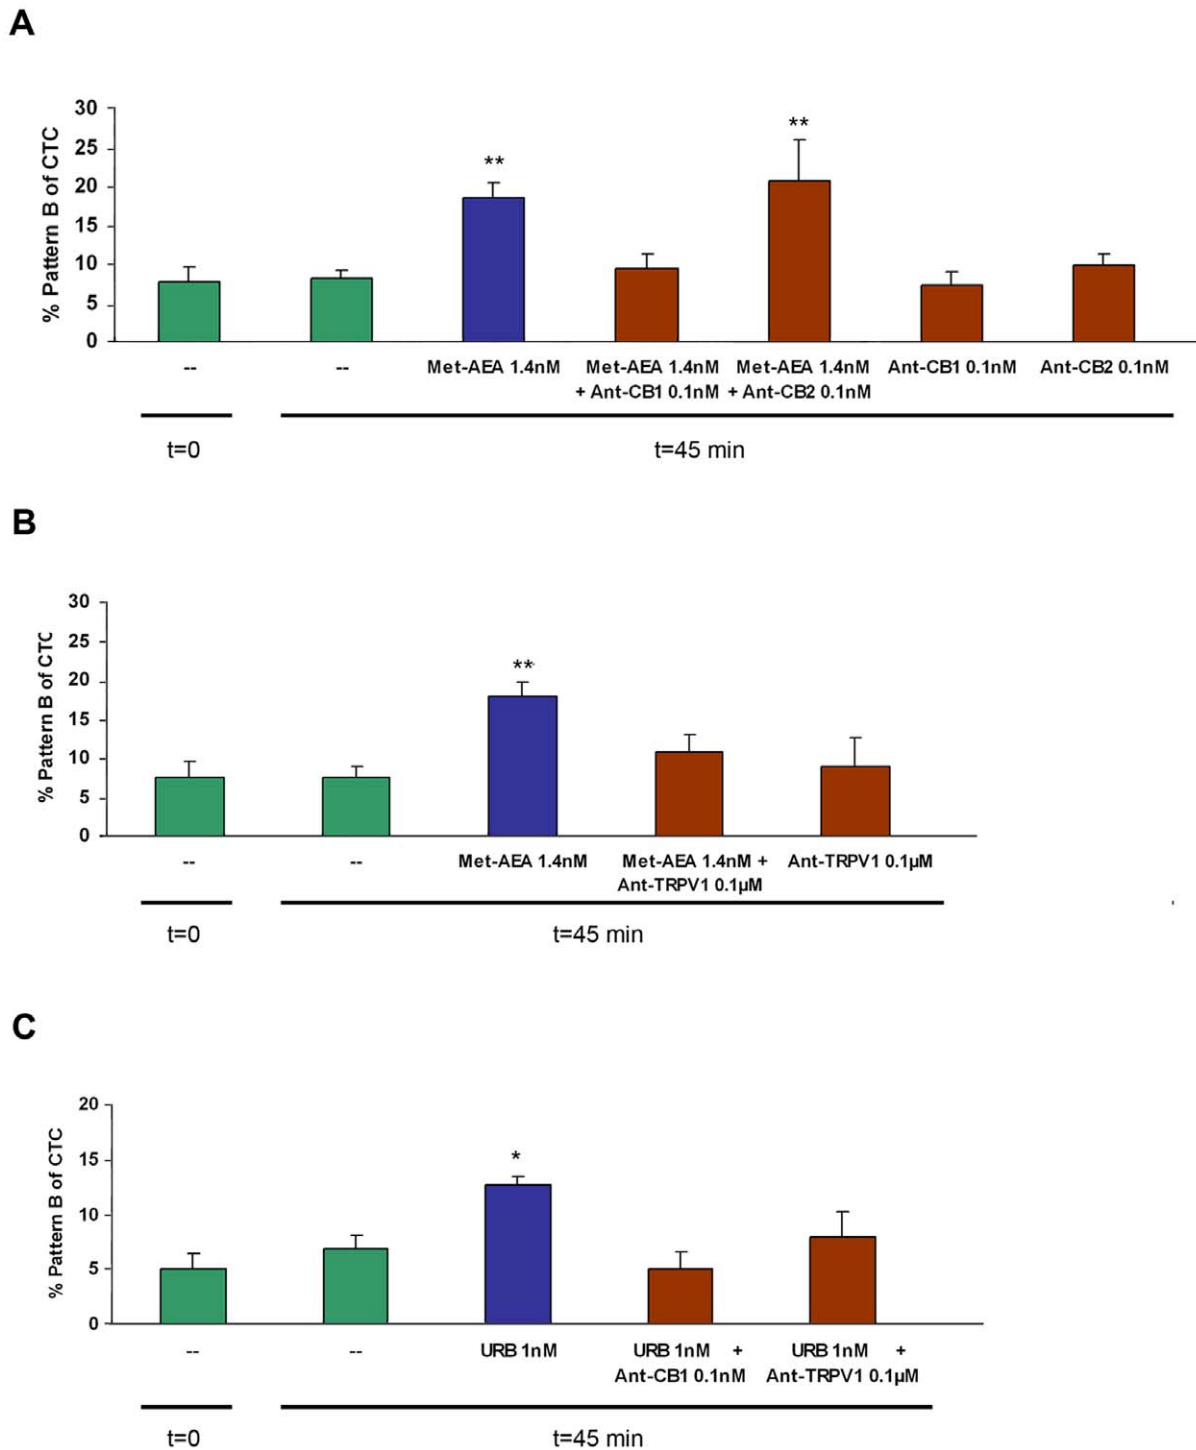 A
% Pattern B of CTC
30
25
20
15
10
5
0
**
**
-- -- Met-AEA 1.4nM Met-AEA 1.4nM Met-AEA 1.4nM Ant-CB1 0.1nM Ant-CB2 0.1nM
+ Ant-CB1 0.1nM + Ant-CB2 0.1nM
t=0 t=45 min
B
% Pattern B of CTC
30
25
20
15
10
5
0
**
-- -- Met-AEA 1.4nM Met-AEA 1.4nM + Ant-TRPV1 0.1µM
Ant-TRPV1 0.1µM
t=0 t=45 min
C
% Pattern B of CTC
20
15
10
5
0
*
-- -- URB 1nM URB 1nM + URB 1nM +
Ant-CB1 0.1nM Ant-TRPV1 0.1µM
t=0 t=45 min